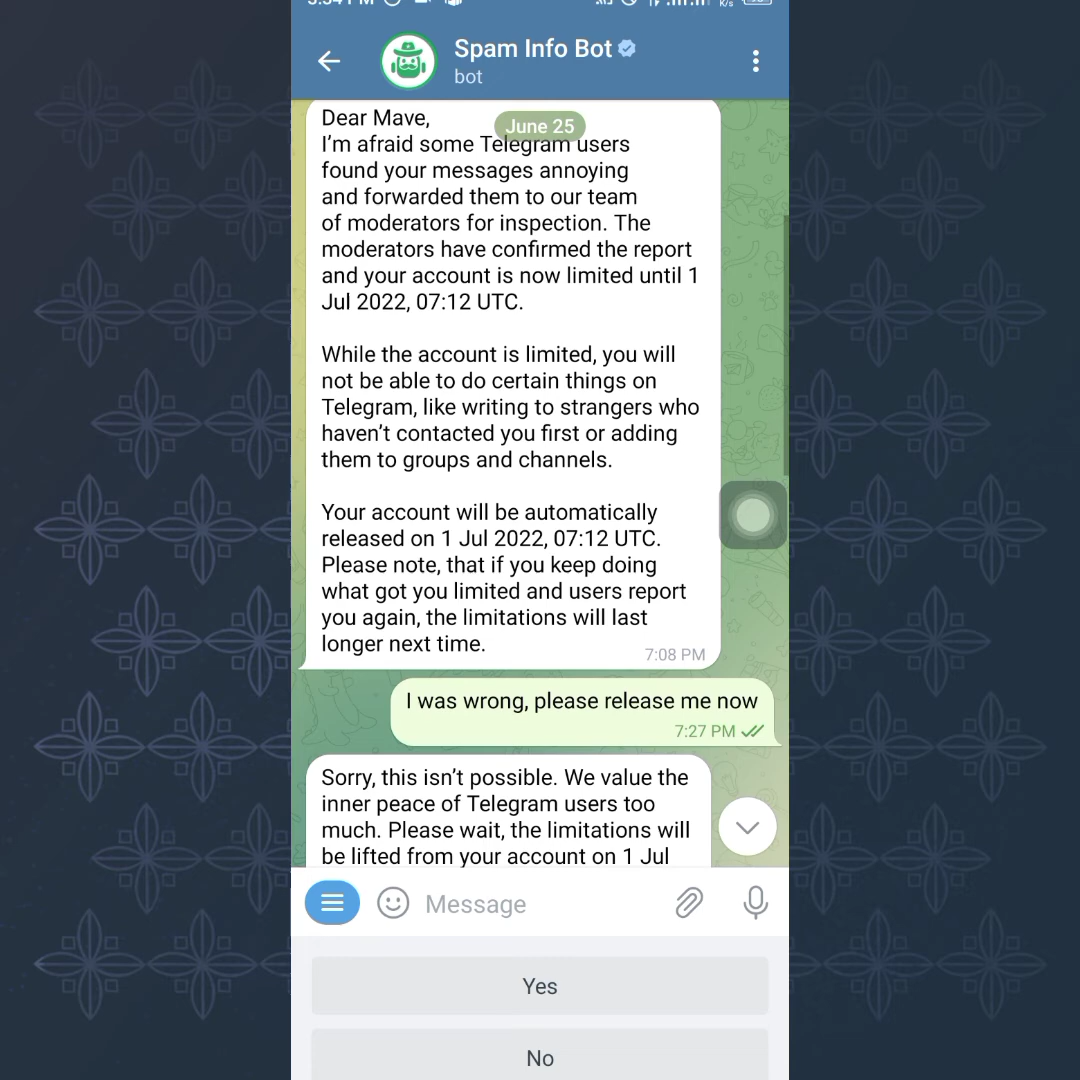 K/s
Spam Info Bot
bot
June 25
Dear Mave,
I'm afraid some Telegram users
found your messages annoying
and forwarded them to our team
of moderators for inspection. The
moderators have confirmed the report
and your account is now limited until 1
Jul 2022, 07:12 UTC.
While the account is limited, you will
not be able to do certain things on
Telegram, like writing to strangers who
haven't contacted you first or adding
them to groups and channels.
Your account will be automatically
released on 1 Jul 2022, 07:12 UTC.
Please note, that if you keep doing
what got you limited and users report
you again, the limitations will last
longer next time.
7:08 PM
I was wrong, please release me now
7:27 PM
Sorry, this isn't possible. We value the
inner peace of Telegram users too
much. Please wait, the limitations will
be lifted from your account on 1 Jul
Message
Yes
No